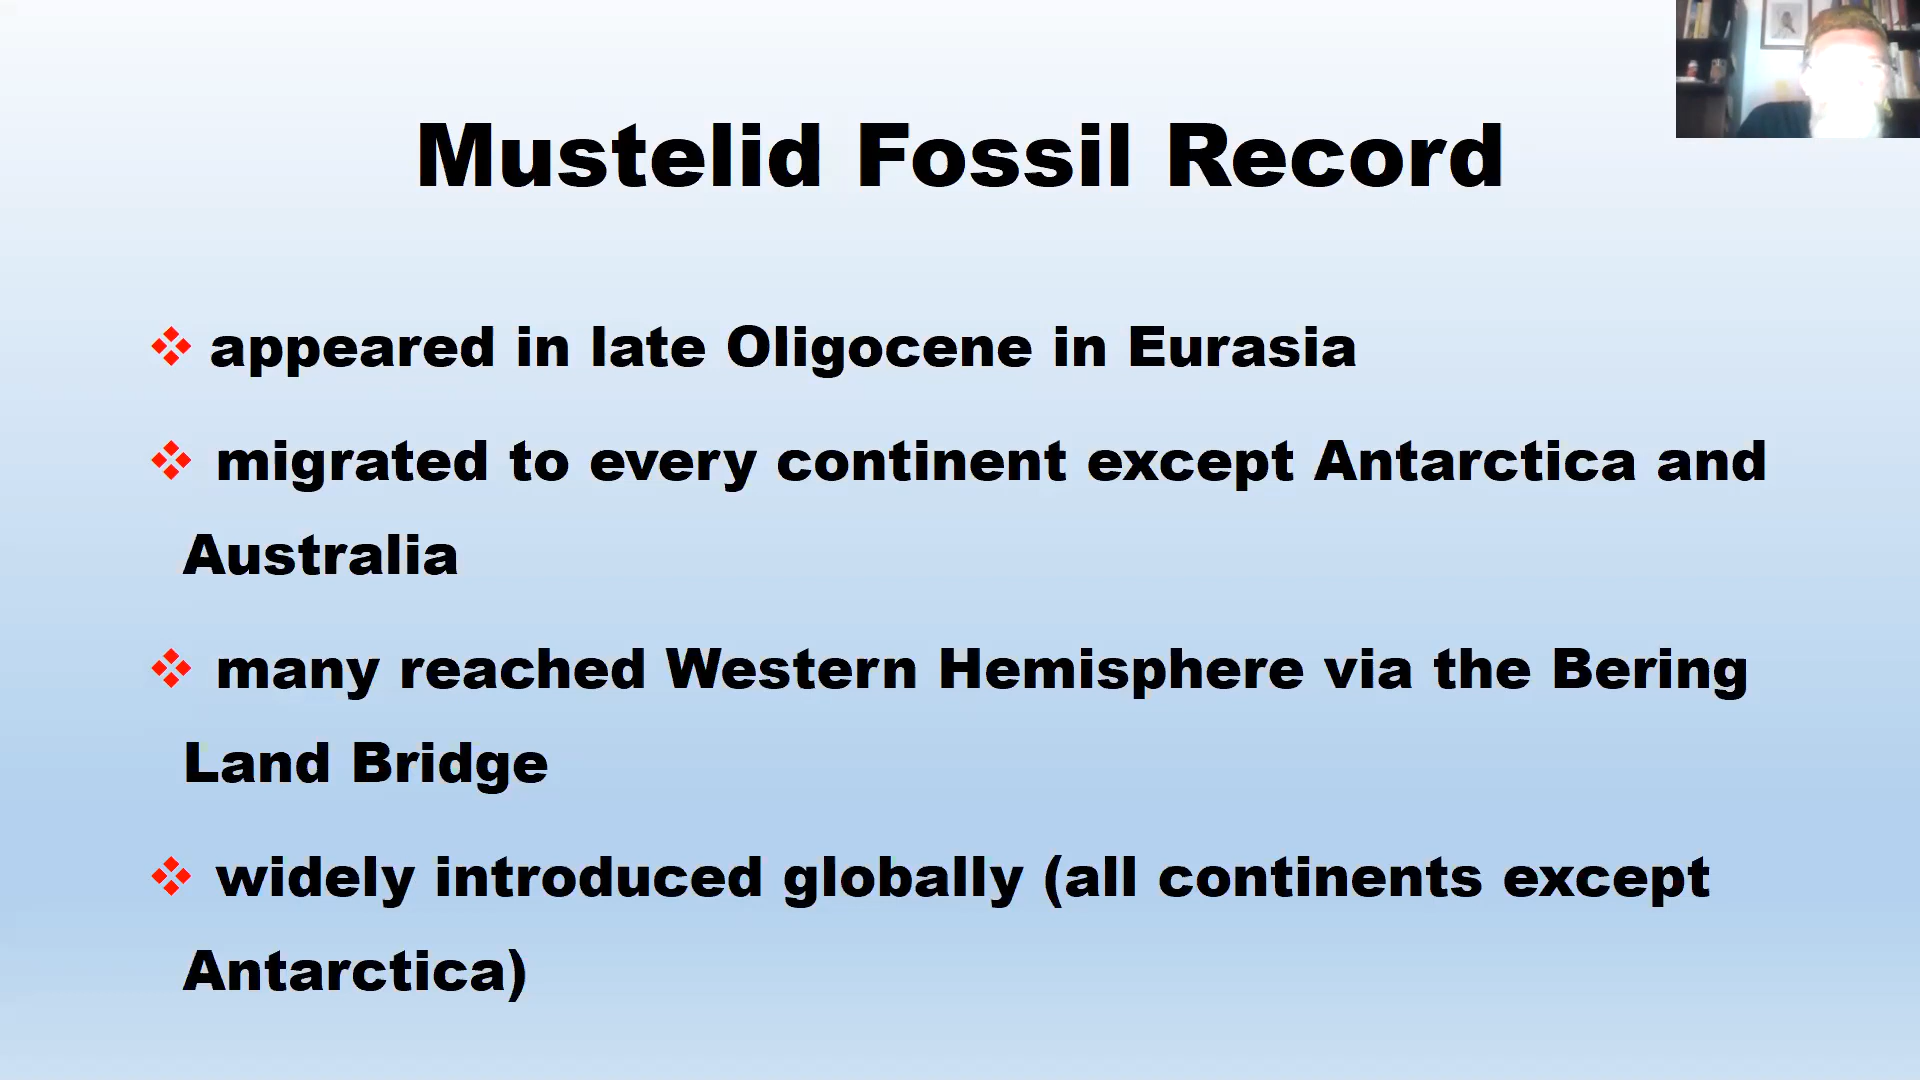 Mustelid Fossil Record
❖ appeared in late Oligocene in Eurasia
❖ migrated to every continent except Antarctica and
Australia
❖ many reached Western Hemisphere via the Bering
Land Bridge
❖ widely introduced globally (all continents except
Antarctica)